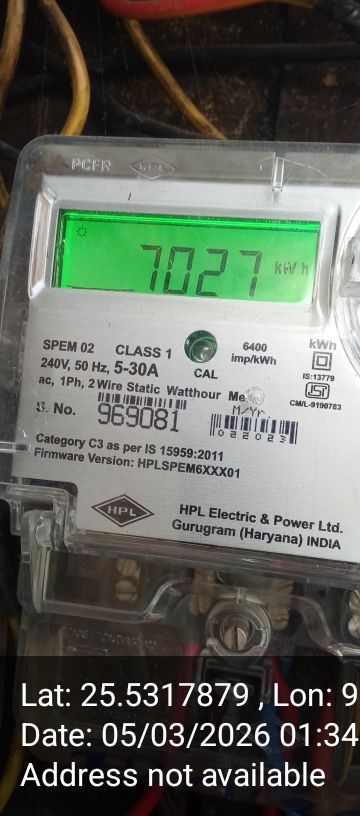 PCFR HPL
7027 kWh
SPEM 02 CLASS 1
240V, 50 Hz, 5-30A
ac, 1Ph, 2 Wire Static Watthour
CAL
6400
imp/kWh
kWh
IS:13779
CM/L-9190783
S. No. 969081
M/Yr.
022023
Category C3 as per IS 15959:2011
Firmware Version: HPLSPEM6XXX01
HPL
HPL Electric & Power Ltd.
Gurugram (Haryana) INDIA
Lat: 25.5317879 , Lon: 9
Date: 05/03/2026 01:34
Address not available